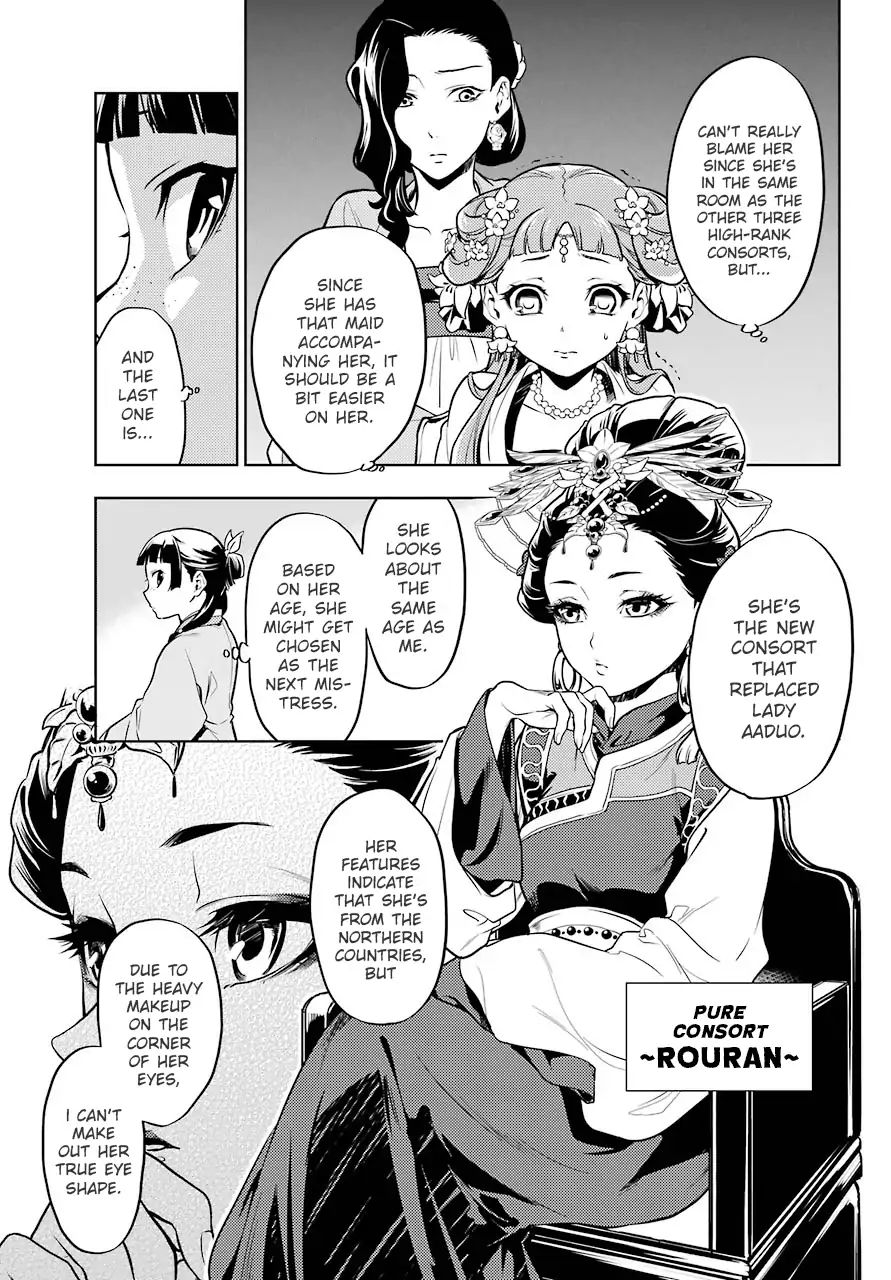 CAN'T REALLY
BLAME HER
SINCE SHE'S
IN THE SAME
ROOM AS THE
OTHER THREE
HIGH-RANK
CONSORTS,
BUT...
SINCE
SHE HAS
THAT MAID
ACCOMPA-
NYING HER, IT
SHOULD BE A
BIT EASIER
ON HER.
AND
THE
LAST
ONE
IS...
SHE'S
THE NEW
CONSORT
THAT
REPLACED
LADY
AADUO.
SHE
LOOKS
ABOUT
THE
SAME
AGE AS
ME.
BASED
ON HER
AGE, SHE
MIGHT GET
CHOSEN
AS THE
NEXT MIS-
TRESS.
PURE
CONSORT
~ROURAN~
HER
FEATURES
INDICATE
THAT SHE'S
FROM THE
NORTHERN
COUNTRIES,
BUT
DUE TO
THE HEAVY
MAKEUP
ON THE
CORNER
OF HER
EYES,
I CAN'T
MAKE
OUT HER
TRUE EYE
SHAPE.